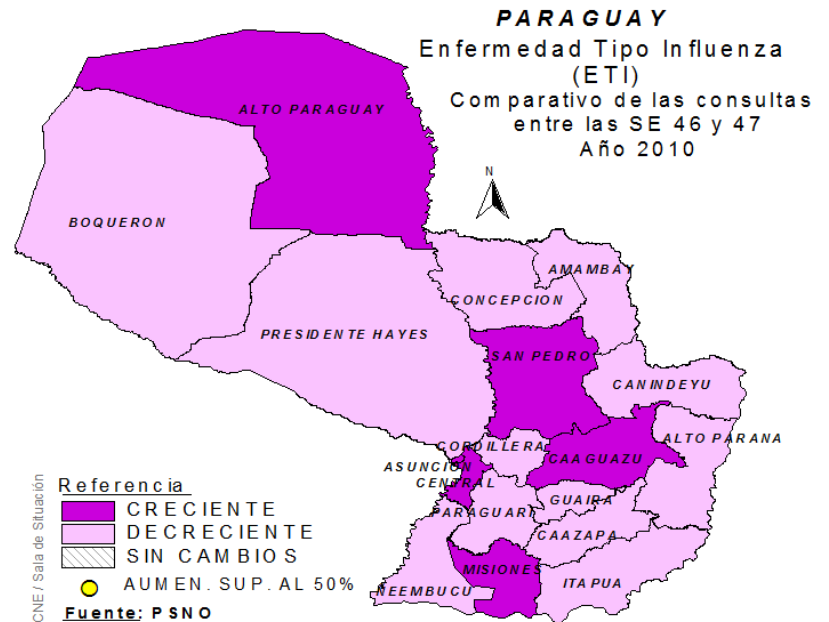 PARAGUAY
Enfermedad Tipo Influenza
(ETI)
Comparativo de las consultas
entre las SE 46 y 47
Año 2010
N
ALTO PARAGUAY
BOQUERON
AMAMBAY
CONCEPCION
PRESIDENTE HAYES
SAN PEDRO
CANINDEYU
CORDILLERA
ALTO PARANA
CAAGUAZU
ASUNCION
CENTRAL
GUAIRA
PARAGUARI
CAAZAPA
MISIONES
ITAPUA
ÑEEMBUCU
Referencia
CRECIENTE
DECRECIENTE
SIN CAMBIOS
AUMEN. SUP. AL 50%
Fuente: PSNO
CNE / Sala de Situación